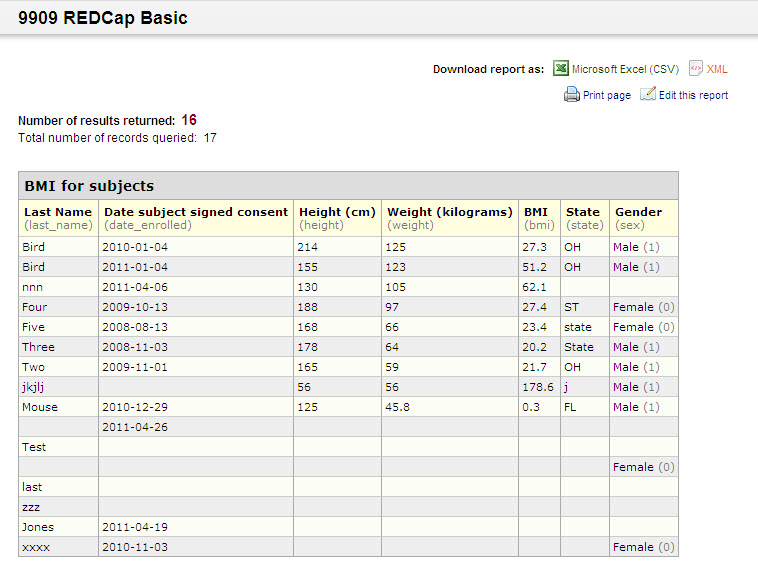 9909 REDCap Basic
Download report as: Microsoft Excel (CSV) XML
Print page Edit this report
Number of results returned: 16
Total number of records queried: 17
BMI for subjects
Last Name Date subject signed consent Height (cm) Weight (kilograms) BMI State Gender
(last_name) (date_enrolled) (height) (weight) (bmi) (state) (sex)
Bird 2010-01-04 214 125 27.3 OH Male (1)
Bird 2011-01-04 155 123 51.2 OH Male (1)
nnn 2011-04-06 130 105 62.1
Four 2009-10-13 188 97 27.4 ST Female (0)
Five 2008-08-13 168 66 23.4 state Female (0)
Three 2008-11-03 178 64 20.2 State Male (1)
Two 2009-11-01 165 59 21.7 OH Male (1)
jkjlj 56 56 178.6 j Male (1)
Mouse 2010-12-29 125 45.8 0.3 FL Male (1)
2011-04-26
Test
Female (0)
last
zzz
Jones 2011-04-19
xxxx 2010-11-03 Female (0)